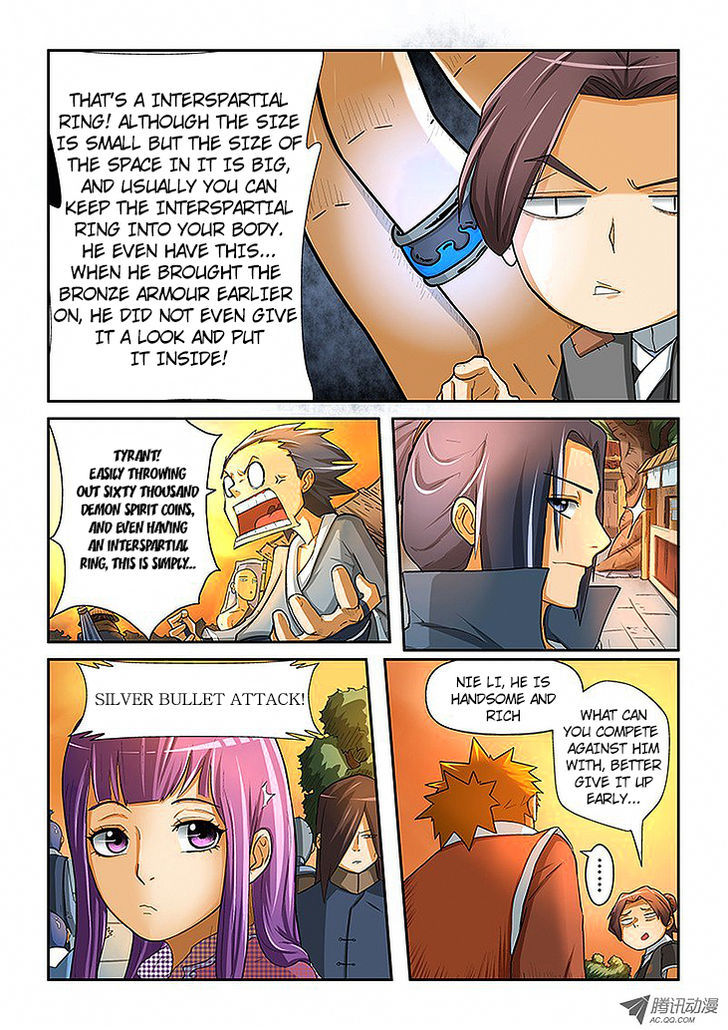 THAT'S A INTERSPARTIAL
RING! ALTHOUGH THE SIZE
IS SMALL BUT THE SIZE OF
THE SPACE IN IT IS BIG,
AND USUALLY YOU CAN
KEEP THE INTERSPARTIAL
RING INTO YOUR BODY.
HE EVEN HAVE THIS...
WHEN HE BROUGHT THE
BRONZE ARMOUR EARLIER
ON, HE DID NOT EVEN GIVE
IT A LOOK AND PUT
IT INSIDE!
TYRANT!
EASILY THROWING
OUT SIXTY THOUSAND
DEMON SPIRIT COINS,
AND EVEN HAVING
AN INTERSPARTIAL
RING, THIS IS SIMPLY...
SILVER BULLET ATTACK!
NIE LI, HE IS
HANDSOME AND
RICH
WHAT CAN
YOU COMPETE
AGAINST HIM
WITH, BETTER
GIVE IT UP
EARLY...
......
腾讯动漫
AC.QQ.COM